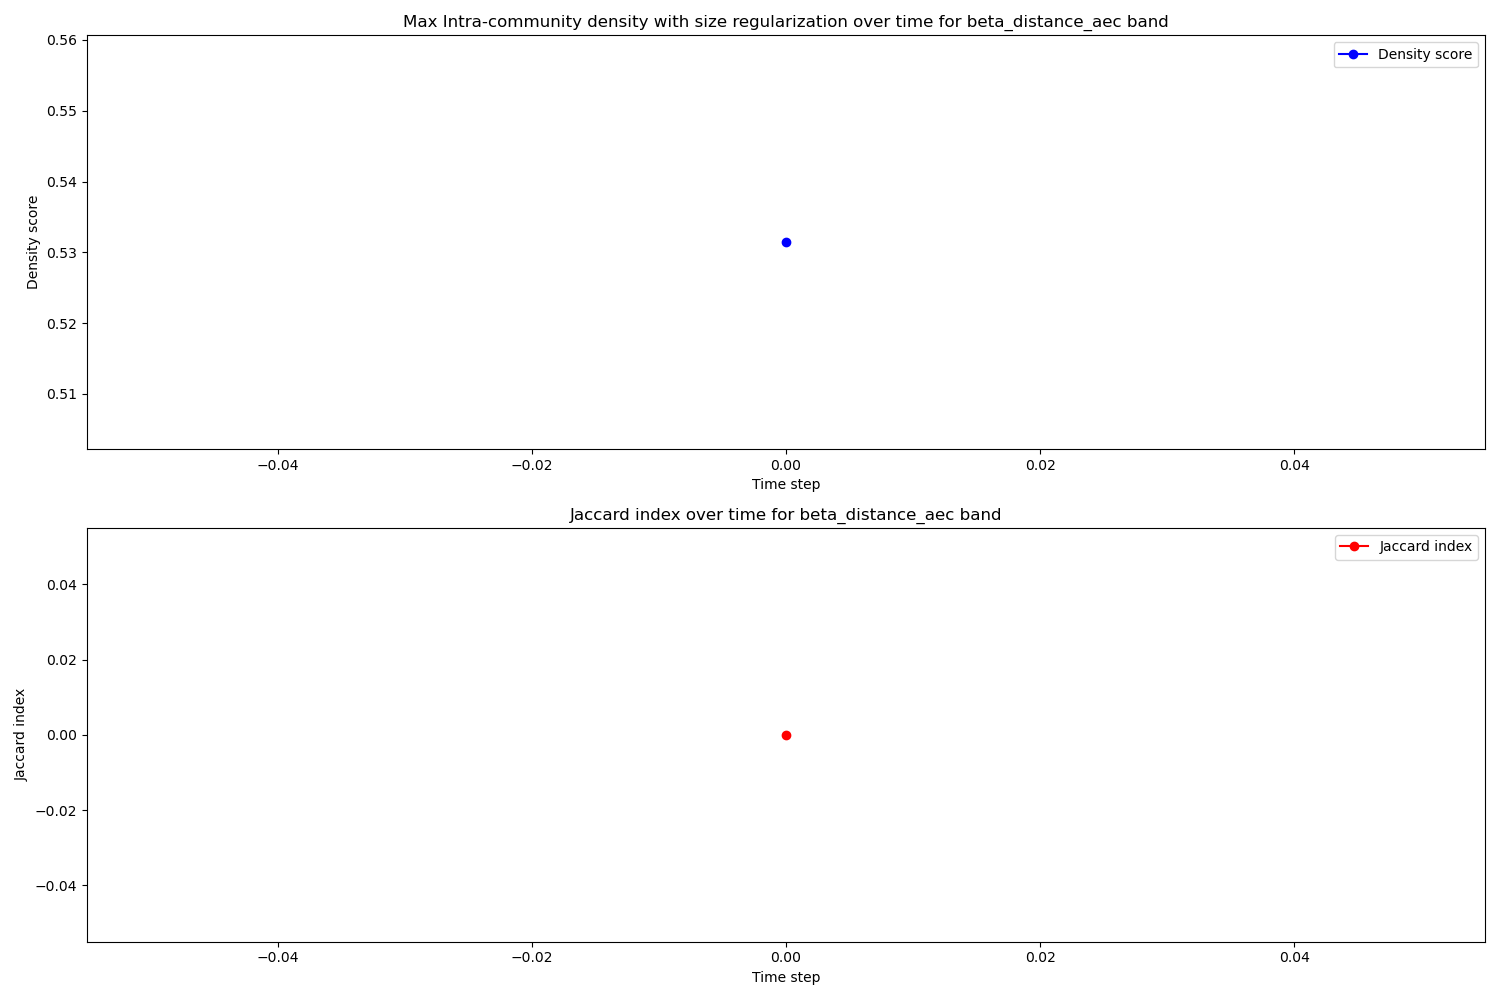 Max Intra-community density with size regularization over time for beta_distance_aec band
0.56
0.55
0.54
0.53
0.52
0.51
Density score
Density score
−0.04
−0.02
0.00
0.02
0.04
Time step
Jaccard index over time for beta_distance_aec band
0.04
0.02
0.00
−0.02
−0.04
Jaccard index
Jaccard index
−0.04
−0.02
0.00
0.02
0.04
Time step